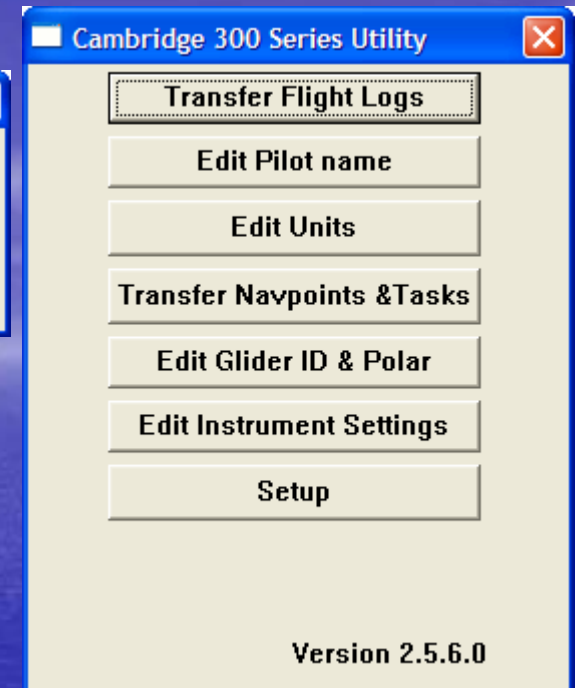 Cambridge 300 Series Utility
Transfer Flight Logs
Edit Pilot name
Edit Units
Transfer Navpoints &Tasks
Edit Glider ID & Polar
Edit Instrument Settings
Setup
Version 2.5.6.0